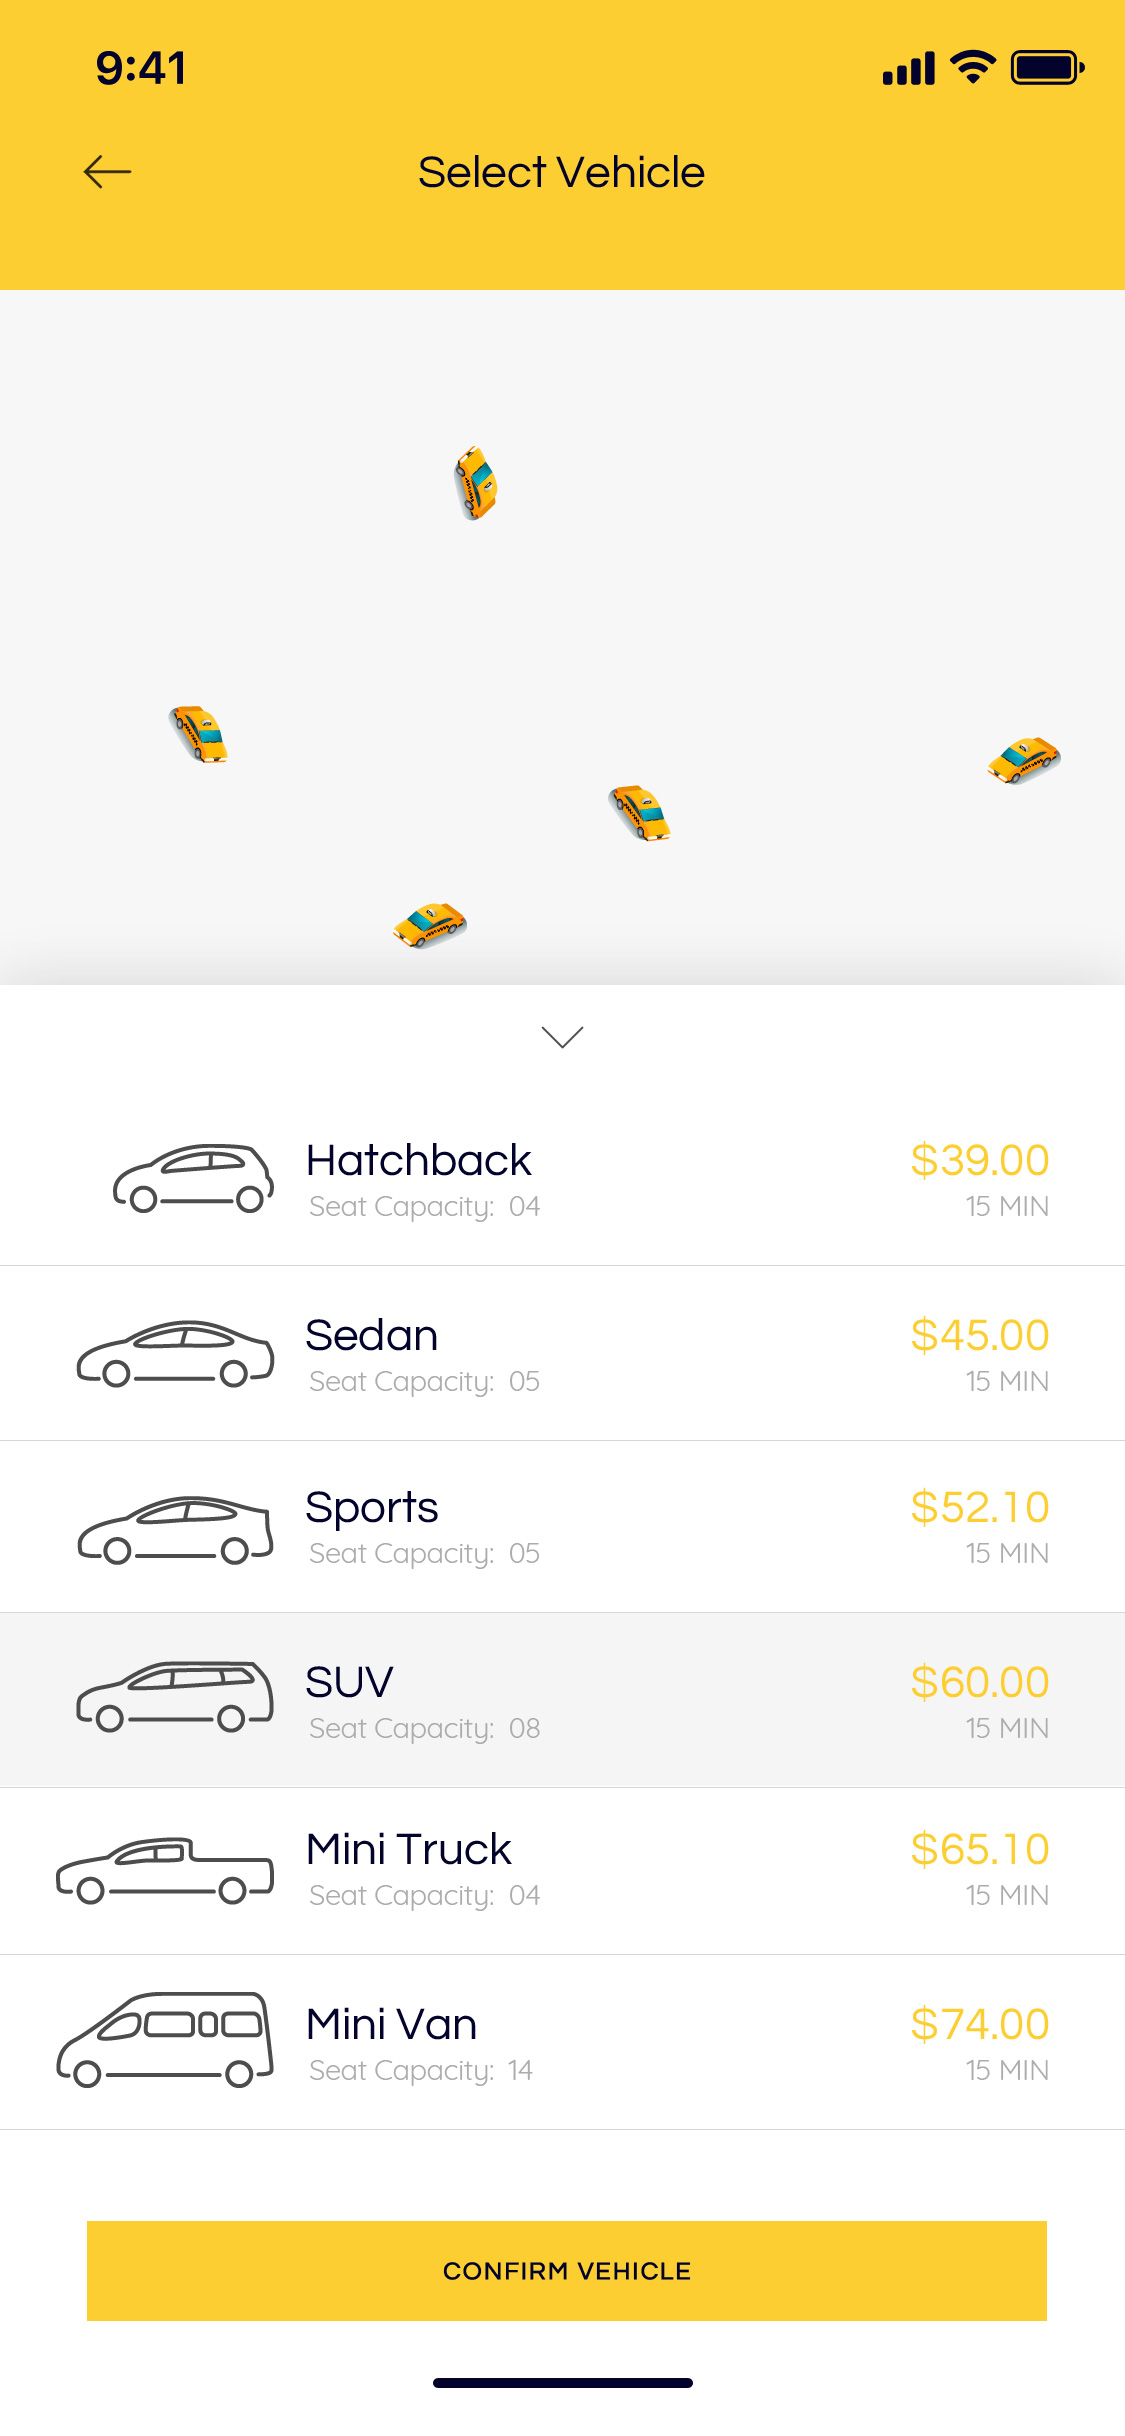 9:41
Select Vehicle
Hatchback $39.00
Seat Capacity: 04 15 MIN
Sedan $45.00
Seat Capacity: 05 15 MIN
Sports $52.10
Seat Capacity: 05 15 MIN
SUV $60.00
Seat Capacity: 08 15 MIN
Mini Truck $65.10
Seat Capacity: 04 15 MIN
Mini Van $74.00
Seat Capacity: 14 15 MIN
CONFIRM VEHICLE